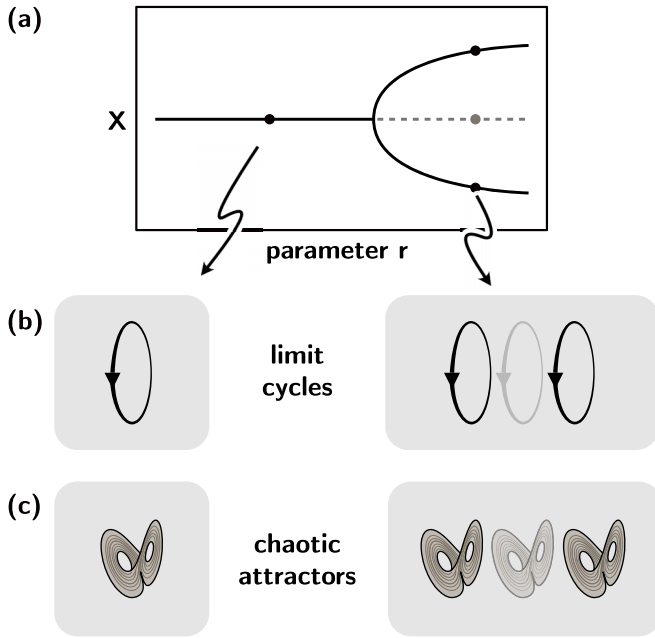 (a)
X
parameter r
(b)
limit
cycles
(c)
chaotic
attractors